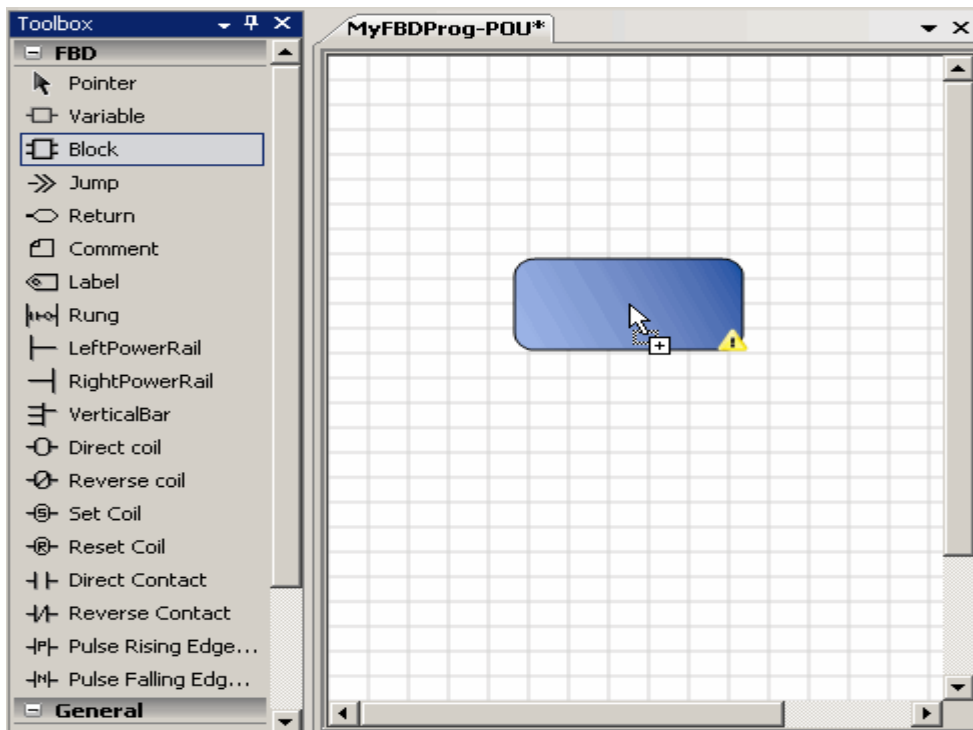 Toolbox
FBD
Pointer
Variable
Block
Jump
Return
Comment
Label
Rung
LeftPowerRail
RightPowerRail
VerticalBar
Direct coil
Reverse coil
Set Coil
Reset Coil
Direct Contact
Reverse Contact
Pulse Rising Edge...
Pulse Falling Edg...
General
MyFBDProg-POU*